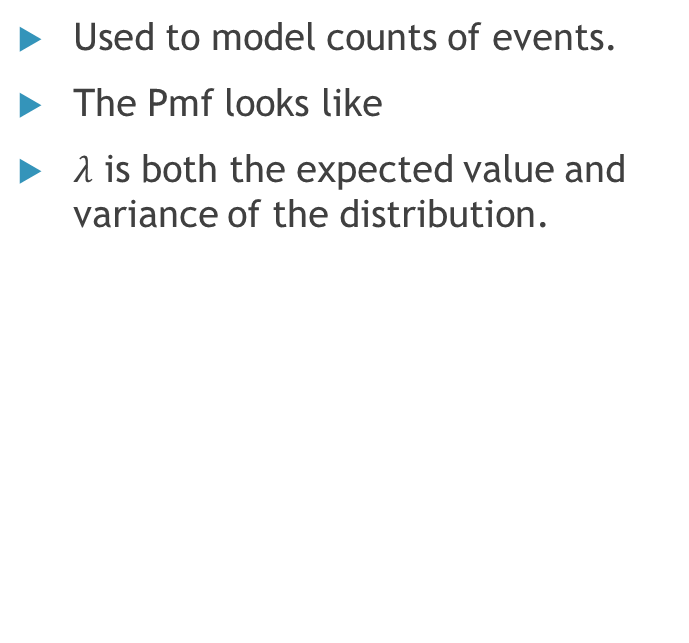 Used to model counts of events.
The Pmf looks like
λ is both the expected value and
variance of the distribution.